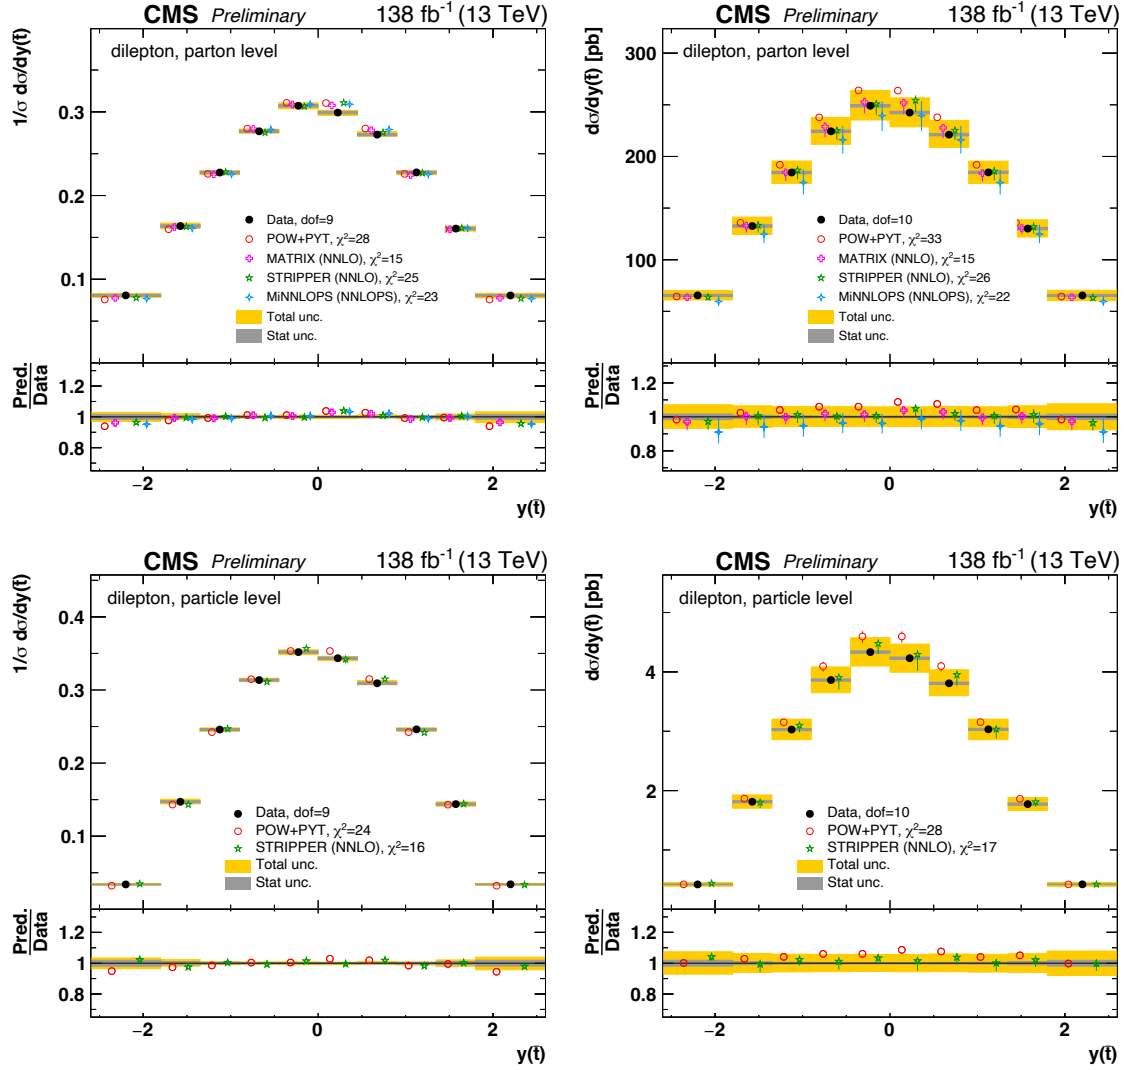 CMS Preliminary 138 fb⁻¹ (13 TeV)
dilepton, parton level
1/σ dσ/dy(t̄)
0.3
0.2
0.1
Data, dof=9
POW+PYT, χ²=28
MATRIX (NNLO), χ²=15
STRIPPER (NNLO), χ²=25
MiNNLOPS (NNLOPS), χ²=23
Total unc.
Stat unc.
Pred.
Data
1.2
1
0.8
−2 0 2
y(t̄)
CMS Preliminary 138 fb⁻¹ (13 TeV)
dilepton, parton level
dσ/dy(t̄) [pb]
300
200
100
Data, dof=10
POW+PYT, χ²=33
MATRIX (NNLO), χ²=15
STRIPPER (NNLO), χ²=26
MiNNLOPS (NNLOPS), χ²=22
Total unc.
Stat unc.
Pred.
Data
1.2
1
0.8
−2 0 2
y(t̄)
CMS Preliminary 138 fb⁻¹ (13 TeV)
dilepton, particle level
1/σ dσ/dy(t̄)
0.4
0.3
0.2
0.1
Data, dof=9
POW+PYT, χ²=24
STRIPPER (NNLO), χ²=16
Total unc.
Stat unc.
Pred.
Data
1.2
1
0.8
−2 0 2
y(t̄)
CMS Preliminary 138 fb⁻¹ (13 TeV)
dilepton, particle level
dσ/dy(t̄) [pb]
4
2
Data, dof=10
POW+PYT, χ²=28
STRIPPER (NNLO), χ²=17
Total unc.
Stat unc.
Pred.
Data
1.2
1
0.8
−2 0 2
y(t̄)